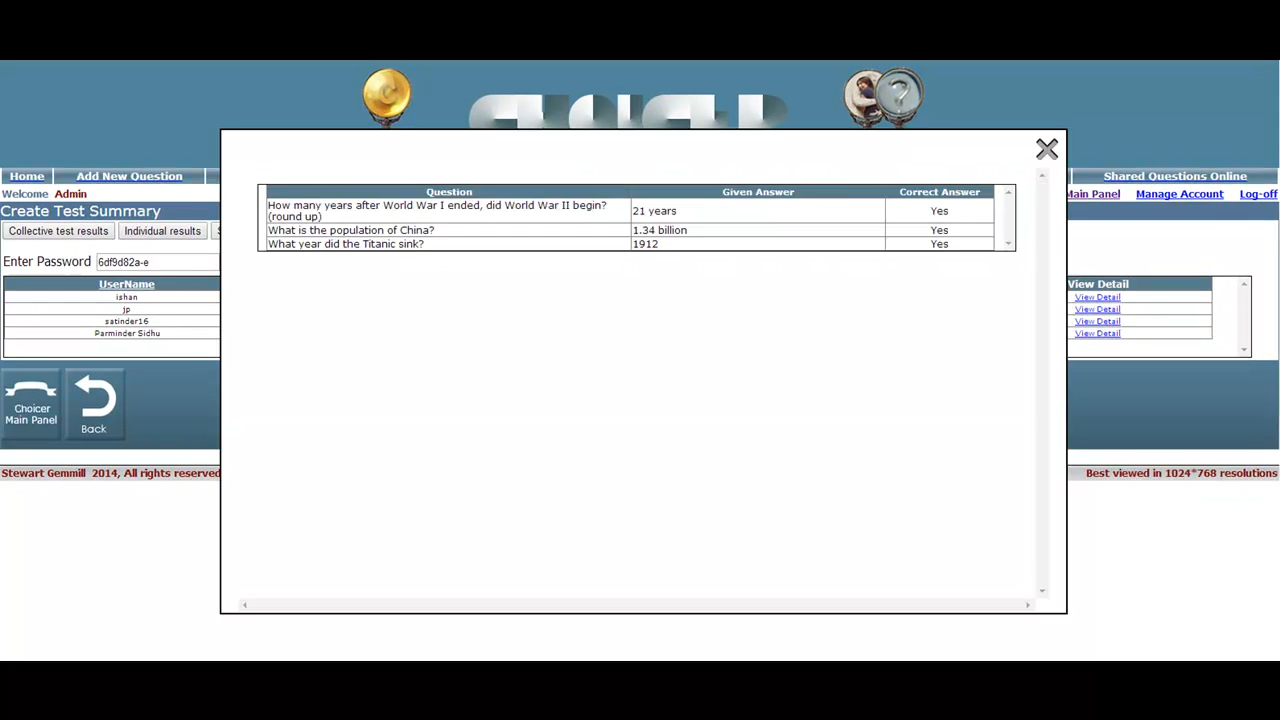 CHOICER
Home Add New Question Shared Questions Online
Welcome Admin Main Panel Manage Account Log-off
Create Test Summary
Collective test results Individual results
Enter Password 6df9d82a-e
UserName View Detail
ishan View Detail
jp View Detail
satinder16 View Detail
Parminder Sidhu View Detail
Question Given Answer Correct Answer
How many years after World War I ended, did World War II begin?
(round up) 21 years Yes
What is the population of China? 1.34 billion Yes
What year did the Titanic sink? 1912 Yes
Choicer
Main Panel
Back
Stewart Gemmill 2014, All rights reserved Best viewed in 1024*768 resolutions